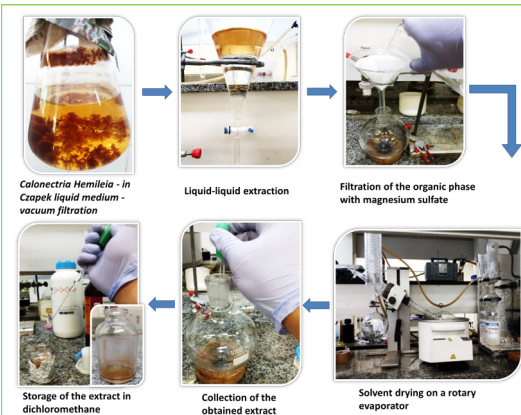 Calonectria Hemileia - in
Czapek liquid medium -
vacuum filtration
Liquid-liquid extraction
Filtration of the organic phase
with magnesium sulfate
Storage of the extract in
dichloromethane
Collection of the
obtained extract
Solvent drying on a rotary
evaporator